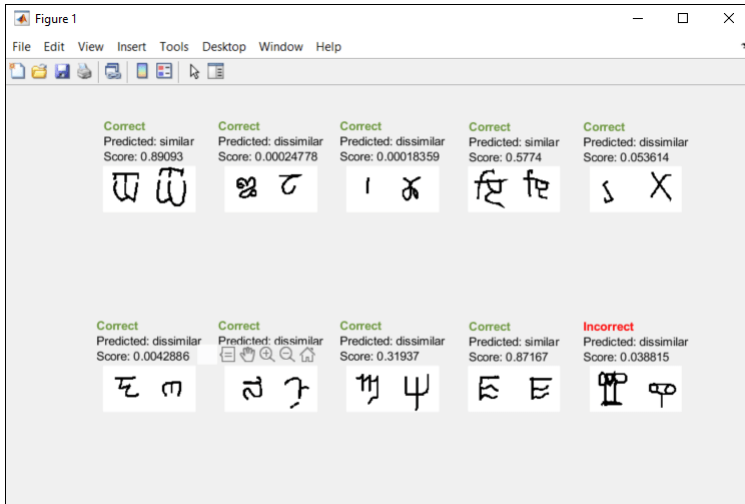 Figure 1
File Edit View Insert Tools Desktop Window Help
Correct Correct Correct Correct Correct
Predicted: similar Predicted: dissimilar Predicted: dissimilar Predicted: similar Predicted: dissimilar
Score: 0.89093 Score: 0.00024778 Score: 0.00018359 Score: 0.5774 Score: 0.053614
Correct Correct Correct Correct Incorrect
Predicted: dissimilar Predicted: dissimilar Predicted: dissimilar Predicted: similar Predicted: dissimilar
Score: 0.0042886 Score: 0.31937 Score: 0.87167 Score: 0.038815